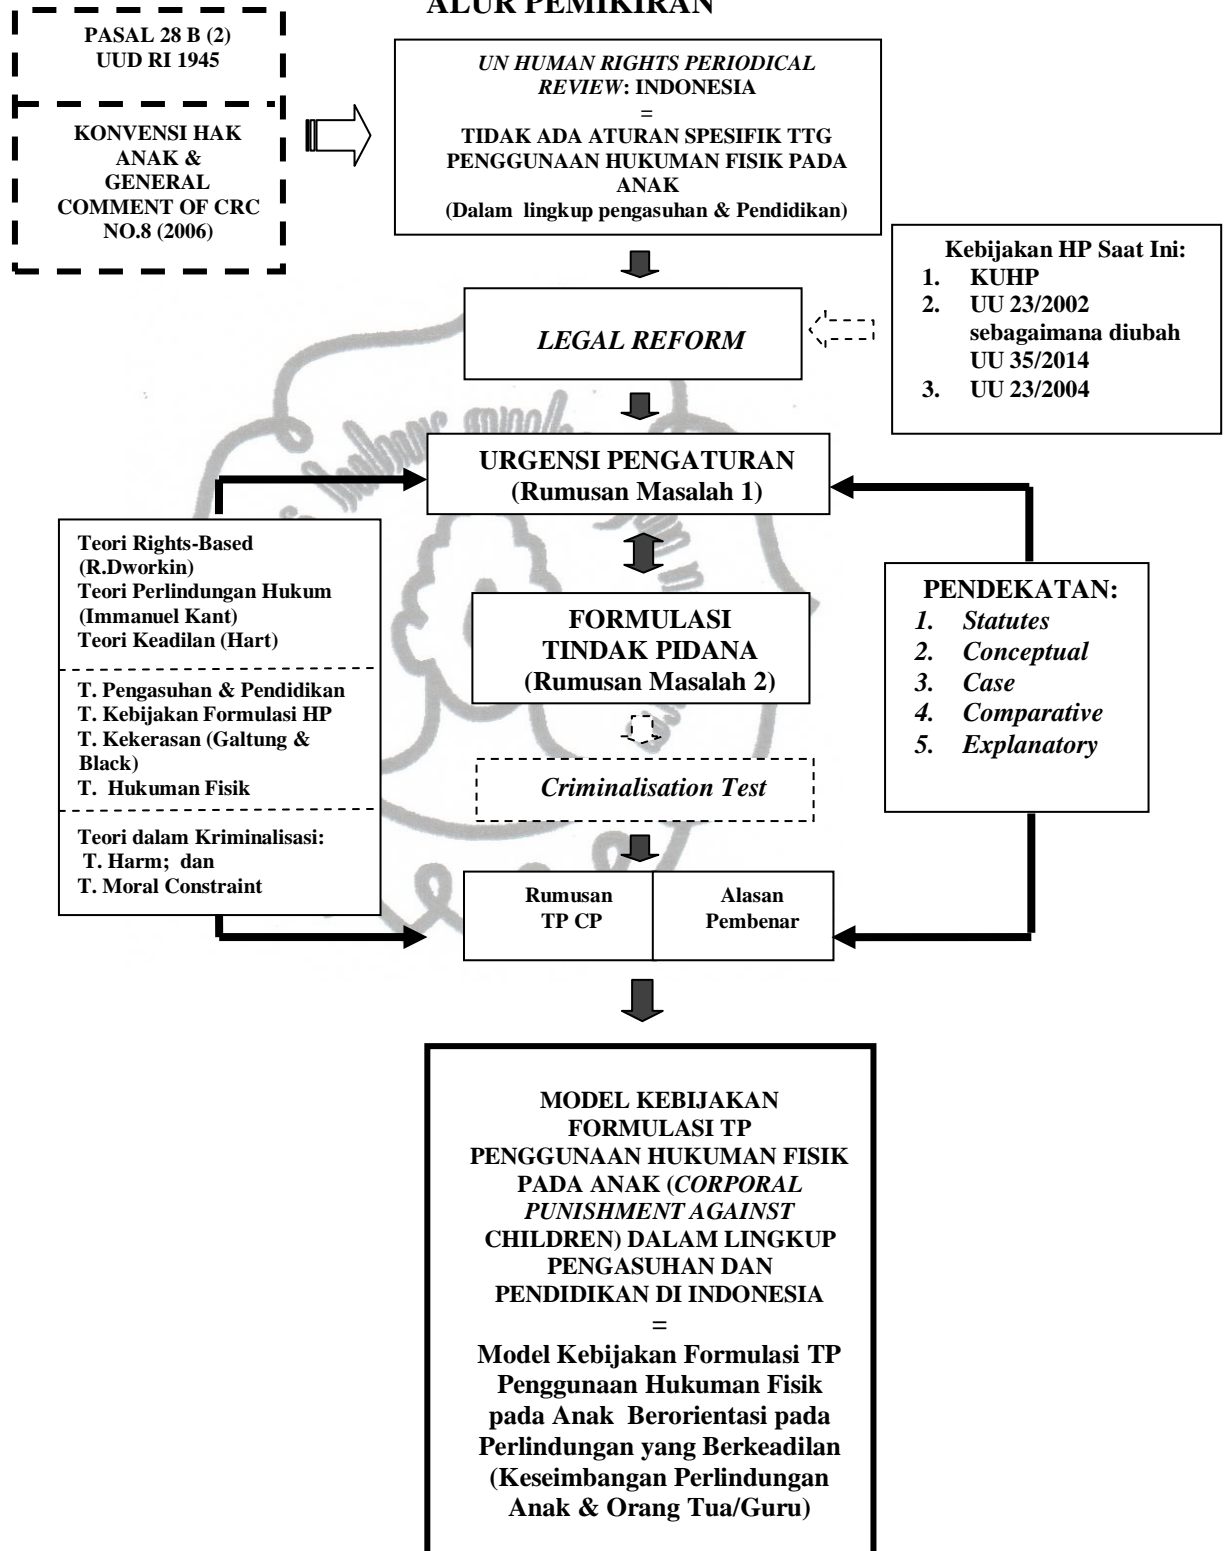 ALUR PEMIKIRAN
PASAL 28 B (2)
UUD RI 1945
KONVENSI HAK
ANAK &
GENERAL
COMMENT OF CRC
NO.8 (2006)
UN HUMAN RIGHTS PERIODICAL
REVIEW: INDONESIA
=
TIDAK ADA ATURAN SPESIFIK TTG
PENGGUNAAN HUKUMAN FISIK PADA
ANAK
(Dalam lingkup pengasuhan & Pendidikan)
Kebijakan HP Saat Ini:
1. KUHP
2. UU 23/2002
sebagaimana diubah
UU 35/2014
3. UU 23/2004
LEGAL REFORM
URGENSI PENGATURAN
(Rumusan Masalah 1)
Teori Rights-Based
(R.Dworkin)
Teori Perlindungan Hukum
(Immanuel Kant)
Teori Keadilan (Hart)
T. Pengasuhan & Pendidikan
T. Kebijakan Formulasi HP
T. Kekerasan (Galtung &
Black)
T. Hukuman Fisik
Teori dalam Kriminalisasi:
T. Harm; dan
T. Moral Constraint
FORMULASI
TINDAK PIDANA
(Rumusan Masalah 2)
PENDEKATAN:
1. Statutes
2. Conceptual
3. Case
4. Comparative
5. Explanatory
Criminalisation Test
Rumusan
TP CP
Alasan
Pembenar
MODEL KEBIJAKAN
FORMULASI TP
PENGGUNAAN HUKUMAN FISIK
PADA ANAK (CORPORAL
PUNISHMENT AGAINST
CHILDREN) DALAM LINGKUP
PENGASUHAN DAN
PENDIDIKAN DI INDONESIA
=
Model Kebijakan Formulasi TP
Penggunaan Hukuman Fisik
pada Anak Berorientasi pada
Perlindungan yang Berkeadilan
(Keseimbangan Perlindungan
Anak & Orang Tua/Guru)